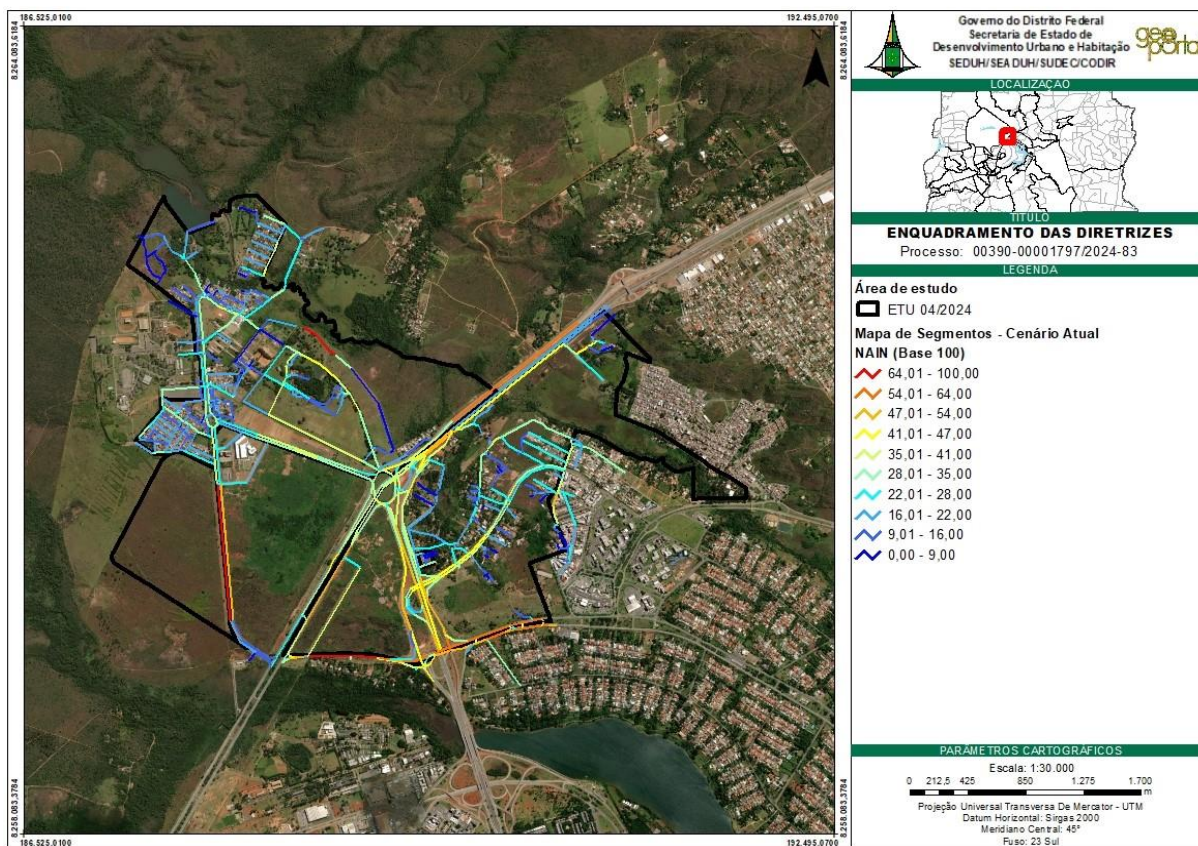 186.525,0100
192.495,0700
8.264.083,6184
8.264.083,6184
8.258.083,3784
8.258.083,3784
186.525,0100
192.495,0700
Governo do Distrito Federal
Secretaria de Estado de
Desenvolvimento Urbano e Habitação
SEDUH/SEADUH/SUDEC/CODIR
geo
portal
LOCALIZAÇÃO
TÍTULO
ENQUADRAMENTO DAS DIRETRIZES
Processo: 00390-00001797/2024-83
LEGENDA
Área de estudo
ETU 04/2024
Mapa de Segmentos - Cenário Atual
NAIN (Base 100)
64,01 - 100,00
54,01 - 64,00
47,01 - 54,00
41,01 - 47,00
35,01 - 41,00
28,01 - 35,00
22,01 - 28,00
16,01 - 22,00
9,01 - 16,00
0,00 - 9,00
PARÂMETROS CARTOGRÁFICOS
Escala: 1:30.000
0 212,5 425 850 1.275 1.700
m
Projeção Universal Transversa De Mercator - UTM
Datum Horizontal: Sirgas 2000
Meridiano Central: 45°
Fuso: 23 Sul